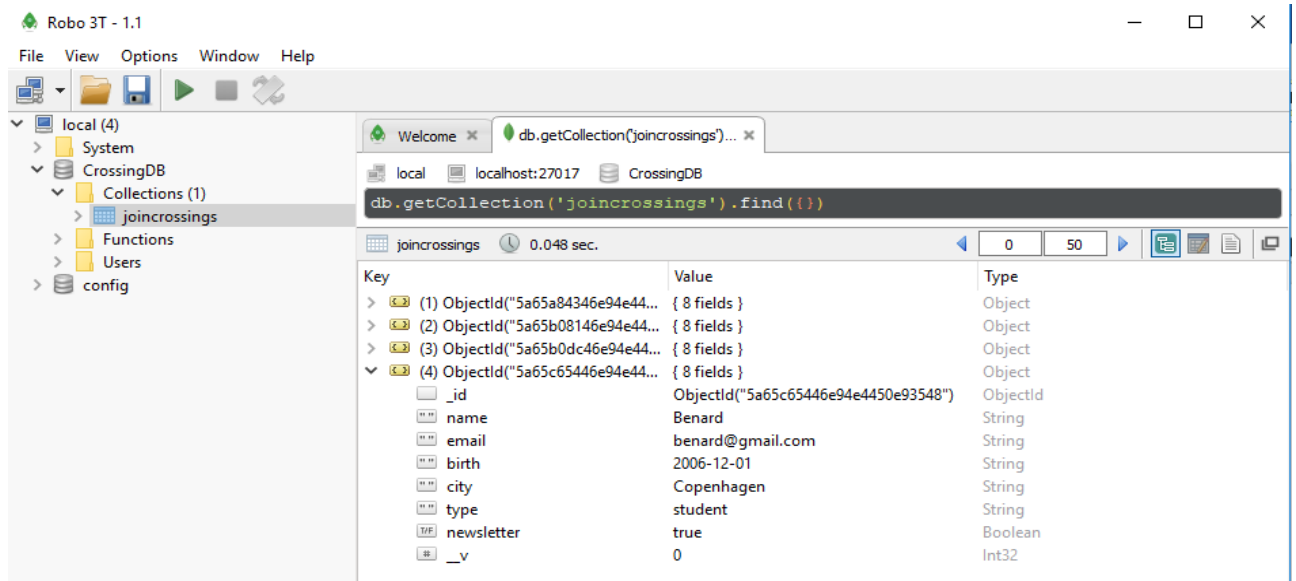 Robo 3T - 1.1
File View Options Window Help
local (4)
System
CrossingDB
Collections (1)
joincrossings
Functions
Users
config
Welcome db.getCollection('joincrossings')...
local localhost:27017 CrossingDB
db.getCollection('joincrossings').find({})
joincrossings 0.048 sec. 0 50
Key Value Type
(1) ObjectId("5a65a84346e94e44... { 8 fields } Object
(2) ObjectId("5a65b08146e94e44... { 8 fields } Object
(3) ObjectId("5a65b0dc46e94e44... { 8 fields } Object
(4) ObjectId("5a65c65446e94e44... { 8 fields } Object
_id ObjectId("5a65c65446e94e4450e93548") ObjectId
"" name Benard String
"" email benard@gmail.com String
"" birth 2006-12-01 String
"" city Copenhagen String
"" type student String
T/F newsletter true Boolean
# __v 0 Int32